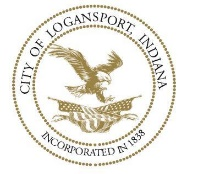 CITY OF LOGANSPORT, INDIANA
INCORPORATED IN 1838